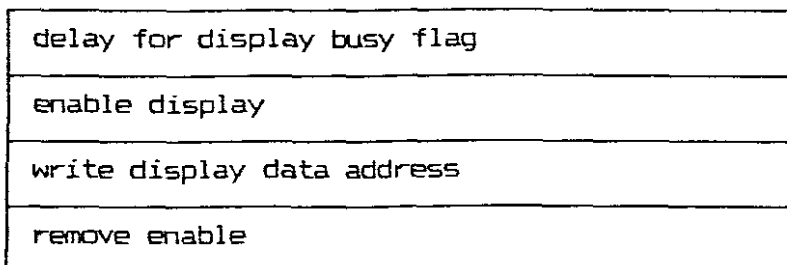 delay for display busy flag
enable display
write display data address
remove enable